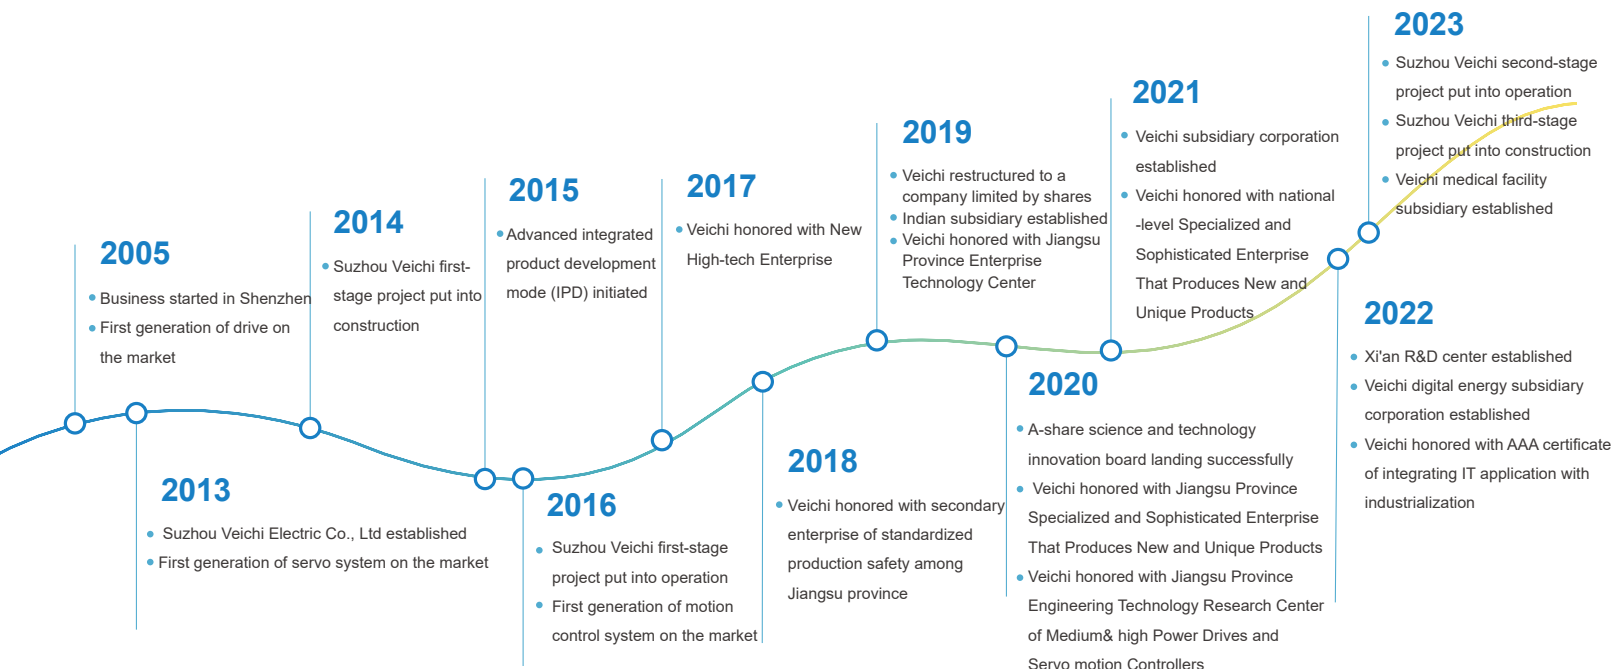 2005
Business started in Shenzhen
First generation of drive on
the market
2013
Suzhou Veichi Electric Co., Ltd established
First generation of servo system on the market
2014
Suzhou Veichi first-
stage project put into
construction
2015
Advanced integrated
product development
mode (IPD) initiated
2016
Suzhou Veichi first-stage
project put into operation
First generation of motion
control system on the market
2017
Veichi honored with New
High-tech Enterprise
2018
Veichi honored with secondary
enterprise of standardized
production safety among
Jiangsu province
2019
Veichi restructured to a
company limited by shares
Indian subsidiary established
Veichi honored with Jiangsu
Province Enterprise
Technology Center
2020
A-share science and technology
innovation board landing successfully
Veichi honored with Jiangsu Province
Specialized and Sophisticated Enterprise
That Produces New and Unique Products
Veichi honored with Jiangsu Province
Engineering Technology Research Center
of Medium& high Power Drives and
Servo motion Controllers
2021
Veichi subsidiary corporation
established
Veichi honored with national
-level Specialized and
Sophisticated Enterprise
That Produces New and
Unique Products
2022
Xi'an R&D center established
Veichi digital energy subsidiary
corporation established
Veichi honored with AAA certificate
of integrating IT application with
industrialization
2023
Suzhou Veichi second-stage
project put into operation
Suzhou Veichi third-stage
project put into construction
Veichi medical facility
subsidiary established